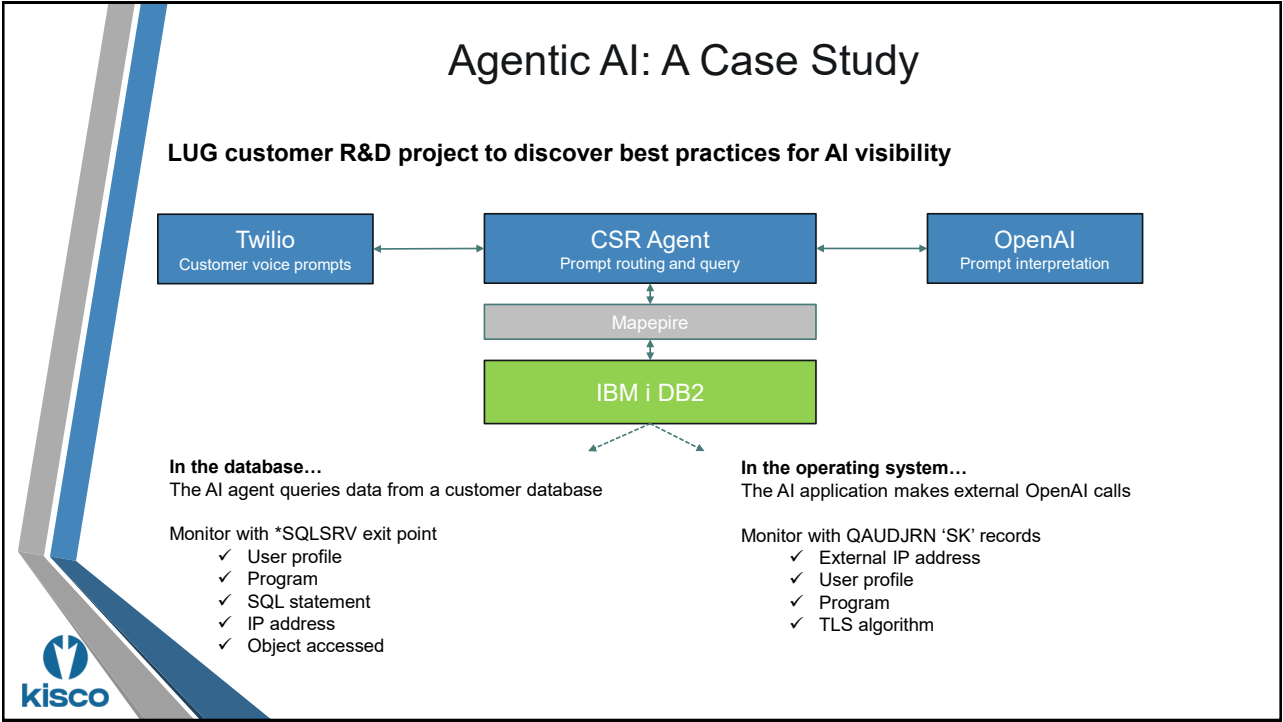 Agentic AI: A Case Study
LUG customer R&D project to discover best practices for AI visibility
Twilio
Customer voice prompts
CSR Agent
Prompt routing and query
OpenAI
Prompt interpretation
Mapepire
IBM i DB2
In the database…
The AI agent queries data from a customer database
Monitor with *SQLSRV exit point
✓ User profile
✓ Program
✓ SQL statement
✓ IP address
✓ Object accessed
In the operating system…
The AI application makes external OpenAI calls
Monitor with QAUDJRN ‘SK’ records
✓ External IP address
✓ User profile
✓ Program
✓ TLS algorithm
kisco